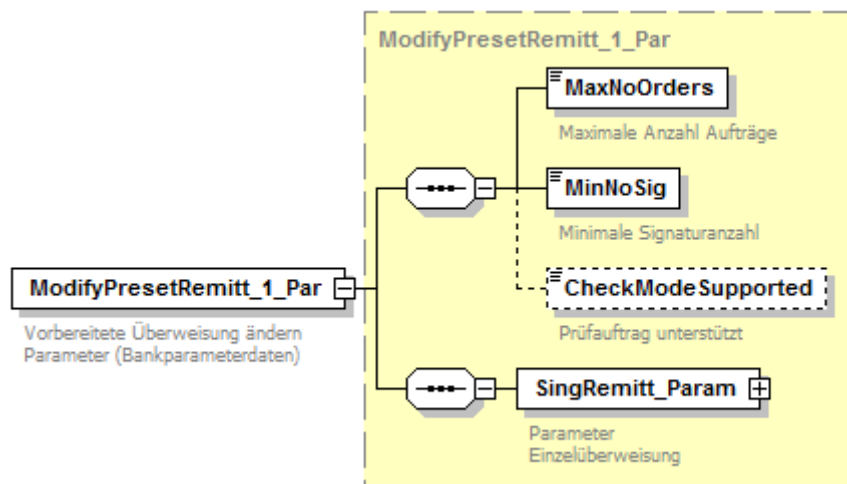 ModifyPresetRemitt_1_Par
MaxNoOrders
Maximale Anzahl Aufträge
MinNoSig
Minimale Signaturanzahl
ModifyPresetRemitt_1_Par
Vorbereitete Überweisung ändern
Parameter (Bankparameterdaten)
CheckModeSupported
Prüfauftrag unterstützt
SingRemitt_Param
Parameter
Einzelüberweisung